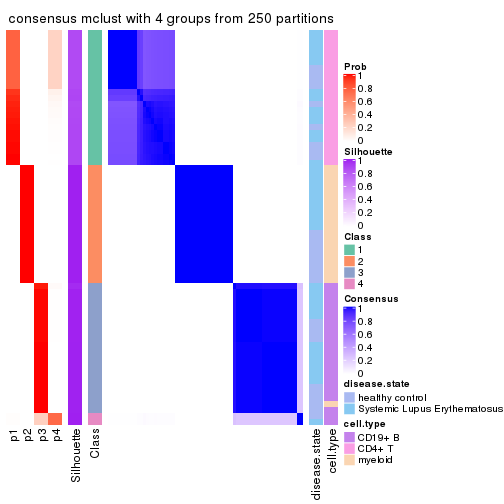 consensus mclust with 4 groups from 250 partitions
Prob
1
0.8
0.6
0.4
0.2
0
Silhouette
1
0.8
0.6
0.4
0.2
0
Class
1
2
3
4
Consensus
1
0.8
0.6
0.4
0.2
0
disease.state
healthy control
Systemic Lupus Erythematosus
cell.type
CD19+ B
CD4+ T
myeloid
p1
p2
p3
p4
Silhouette
Class
disease.state
cell.type